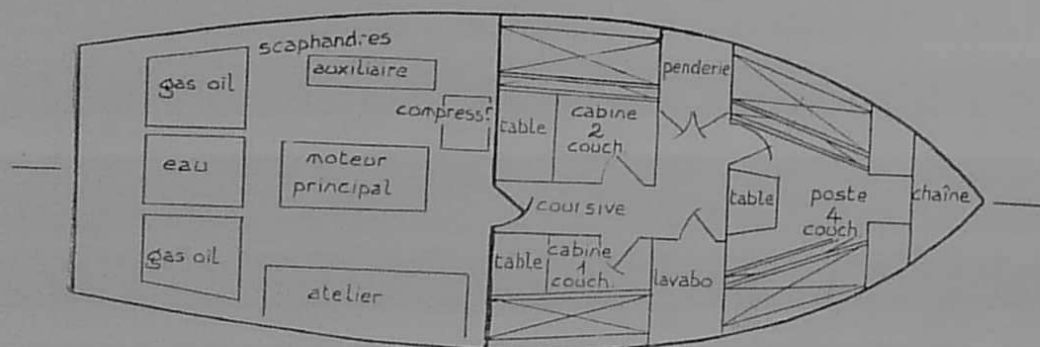 scaphandres
auxiliaire
gas oil
compressr
eau
moteur
principal
gas oil
atelier
table
cabine
2
couch.
penderie
coursive
table
cabine
1
couch.
lavabo
table
poste
4
couch.
chaîne